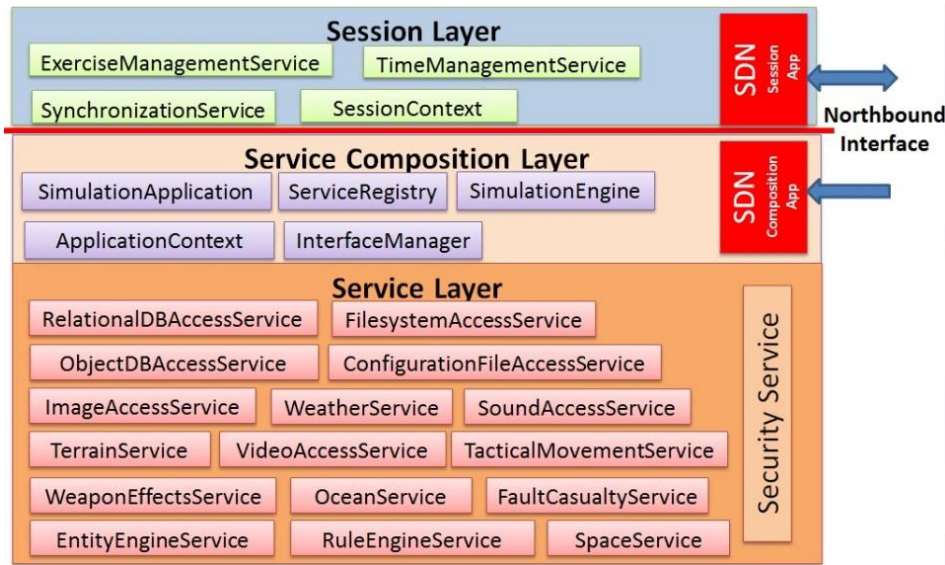 Session Layer
ExerciseManagementService
TimeManagementService
SynchronizationService
SessionContext
SDN
Session
App
Northbound
Interface
Service Composition Layer
SimulationApplication
ServiceRegistry
SimulationEngine
ApplicationContext
InterfaceManager
SDN
Composition
App
Service Layer
RelationalDBAccessService
FilesystemAccessService
ObjectDBAccessService
ConfigurationFileAccessService
ImageAccessService
WeatherService
SoundAccessService
TerrainService
VideoAccessService
TacticalMovementService
WeaponEffectsService
OceanService
FaultCasualtyService
EntityEngineService
RuleEngineService
SpaceService
Security Service